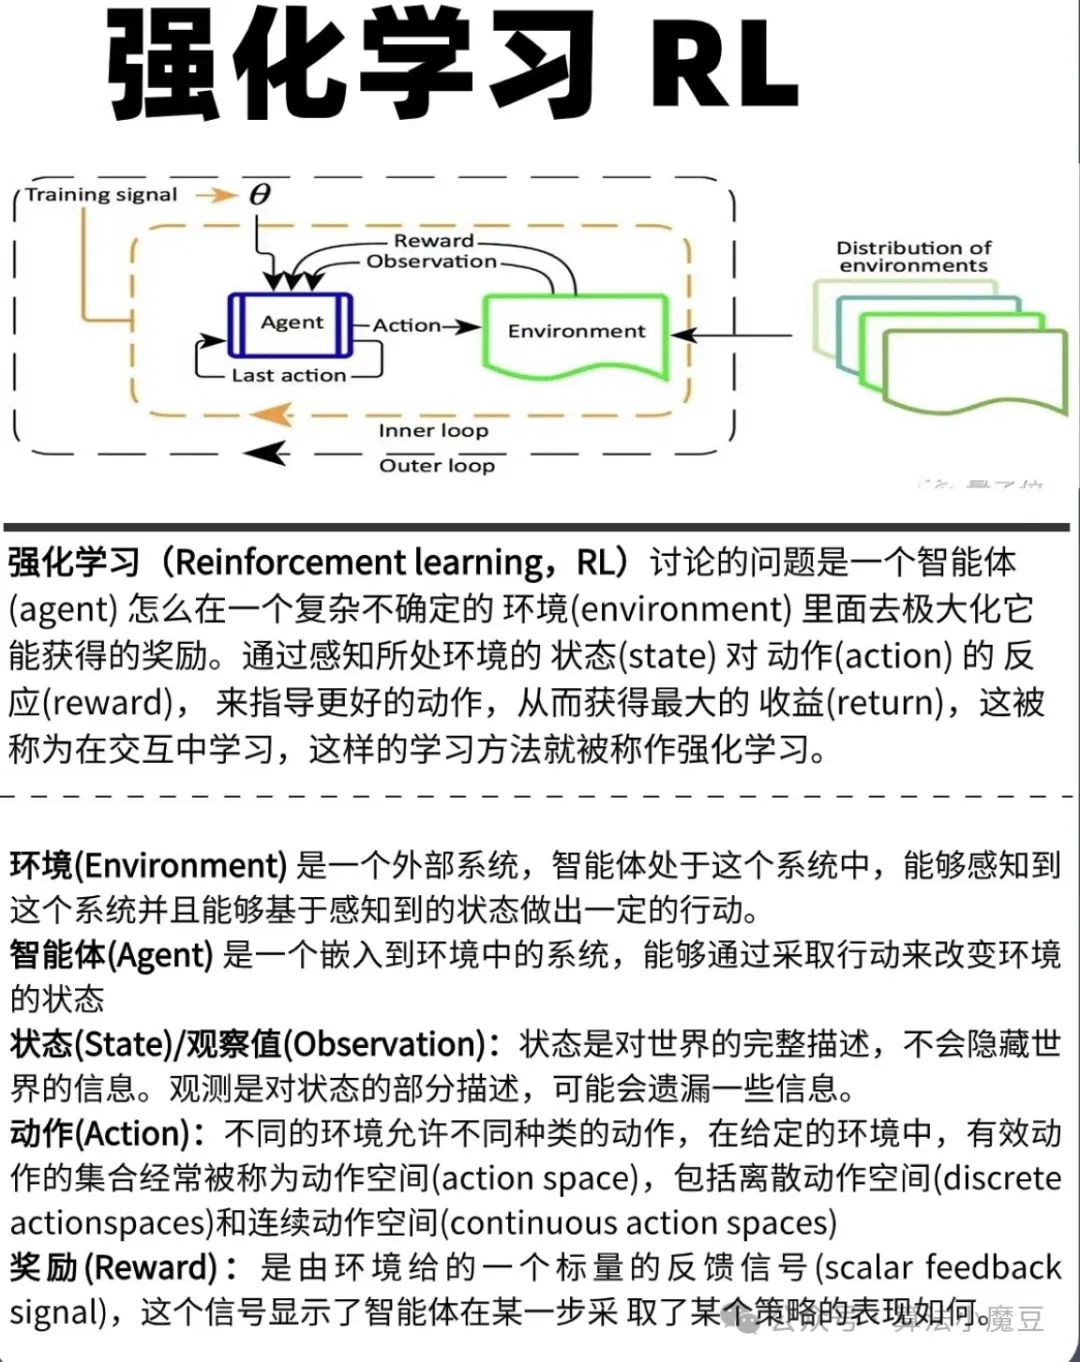 强化学习 RL
Training signal
θ
Reward
Observation
Distribution of
environments
Agent
Action
Environment
Last action
Inner loop
Outer loop
强化学习（Reinforcement learning，RL）讨论的问题是一个智能体
(agent) 怎么在一个复杂不确定的 环境(environment) 里面去极大化它
能获得的奖励。通过感知所处环境的 状态(state) 对 动作(action) 的 反
应(reward)， 来指导更好的动作，从而获得最大的 收益(return)，这被
称为在交互中学习，这样的学习方法就被称作强化学习。
环境(Environment) 是一个外部系统，智能体处于这个系统中，能够感知到
这个系统并且能够基于感知到的状态做出一定的行动。
智能体(Agent) 是一个嵌入到环境中的系统，能够通过采取行动来改变环境
的状态
状态(State)/观察值(Observation)：状态是对世界的完整描述，不会隐藏世
界的信息。观测是对状态的部分描述，可能会遗漏一些信息。
动作(Action)：不同的环境允许不同种类的动作，在给定的环境中，有效动
作的集合经常被称为动作空间(action space)，包括离散动作空间(discrete
actionspaces)和连续动作空间(continuous action spaces)
奖励(Reward)：是由环境给的一个标量的反馈信号(scalar feedback
signal)，这个信号显示了智能体在某一步采 取了某个策略的表现如何。
公众号 · 算法小魔豆